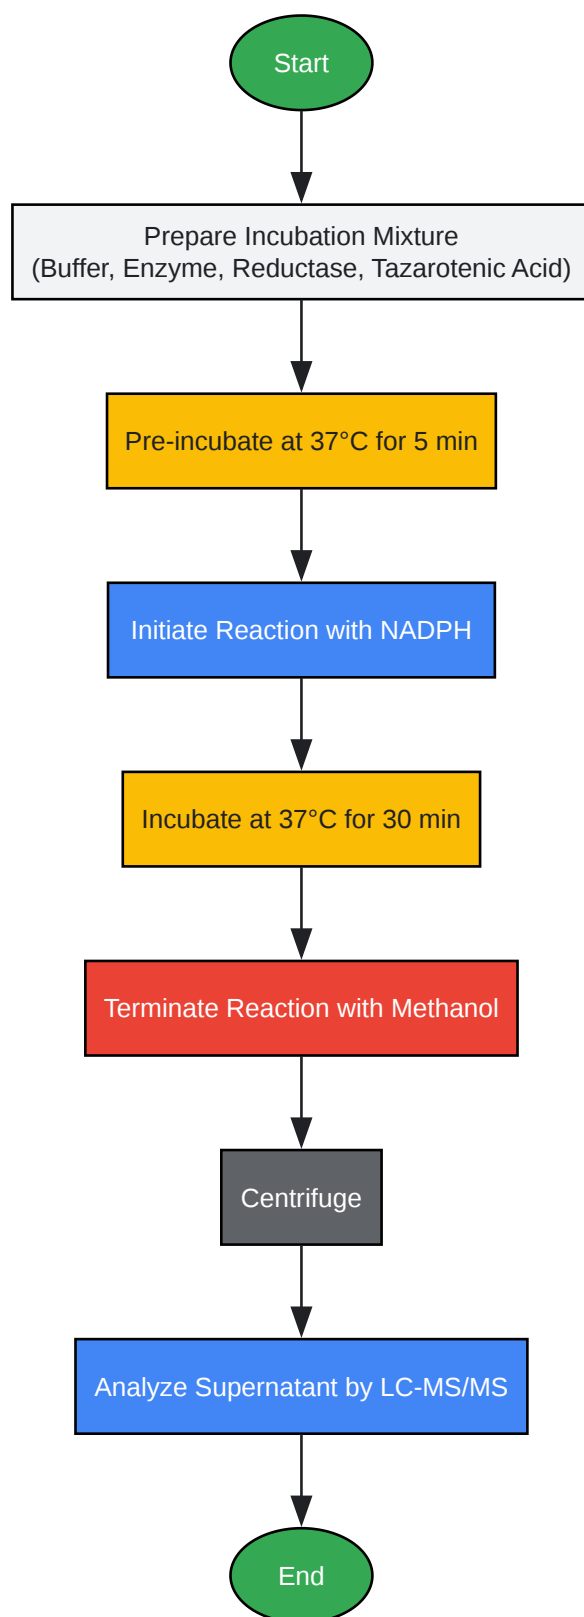 Start
Prepare Incubation Mixture
(Buffer, Enzyme, Reductase, Tazarotenic Acid)
Pre-incubate at 37°C for 5 min
Initiate Reaction with NADPH
Incubate at 37°C for 30 min
Terminate Reaction with Methanol
Centrifuge
Analyze Supernatant by LC-MS/MS
End